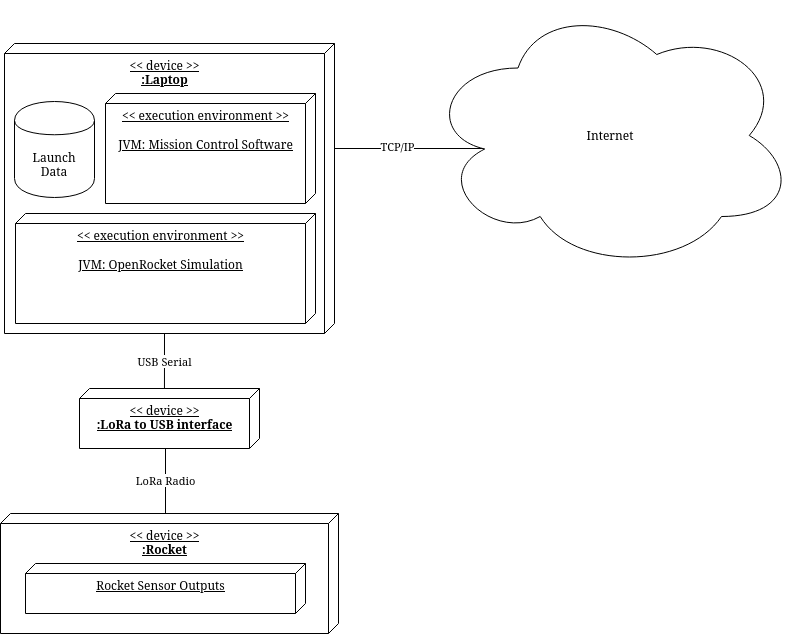 << device >>
:Laptop
Launch
Data
<< execution environment >>
JVM: Mission Control Software
<< execution environment >>
JVM: OpenRocket Simulation
TCP/IP
Internet
USB Serial
<< device >>
:LoRa to USB interface
LoRa Radio
<< device >>
:Rocket
Rocket Sensor Outputs